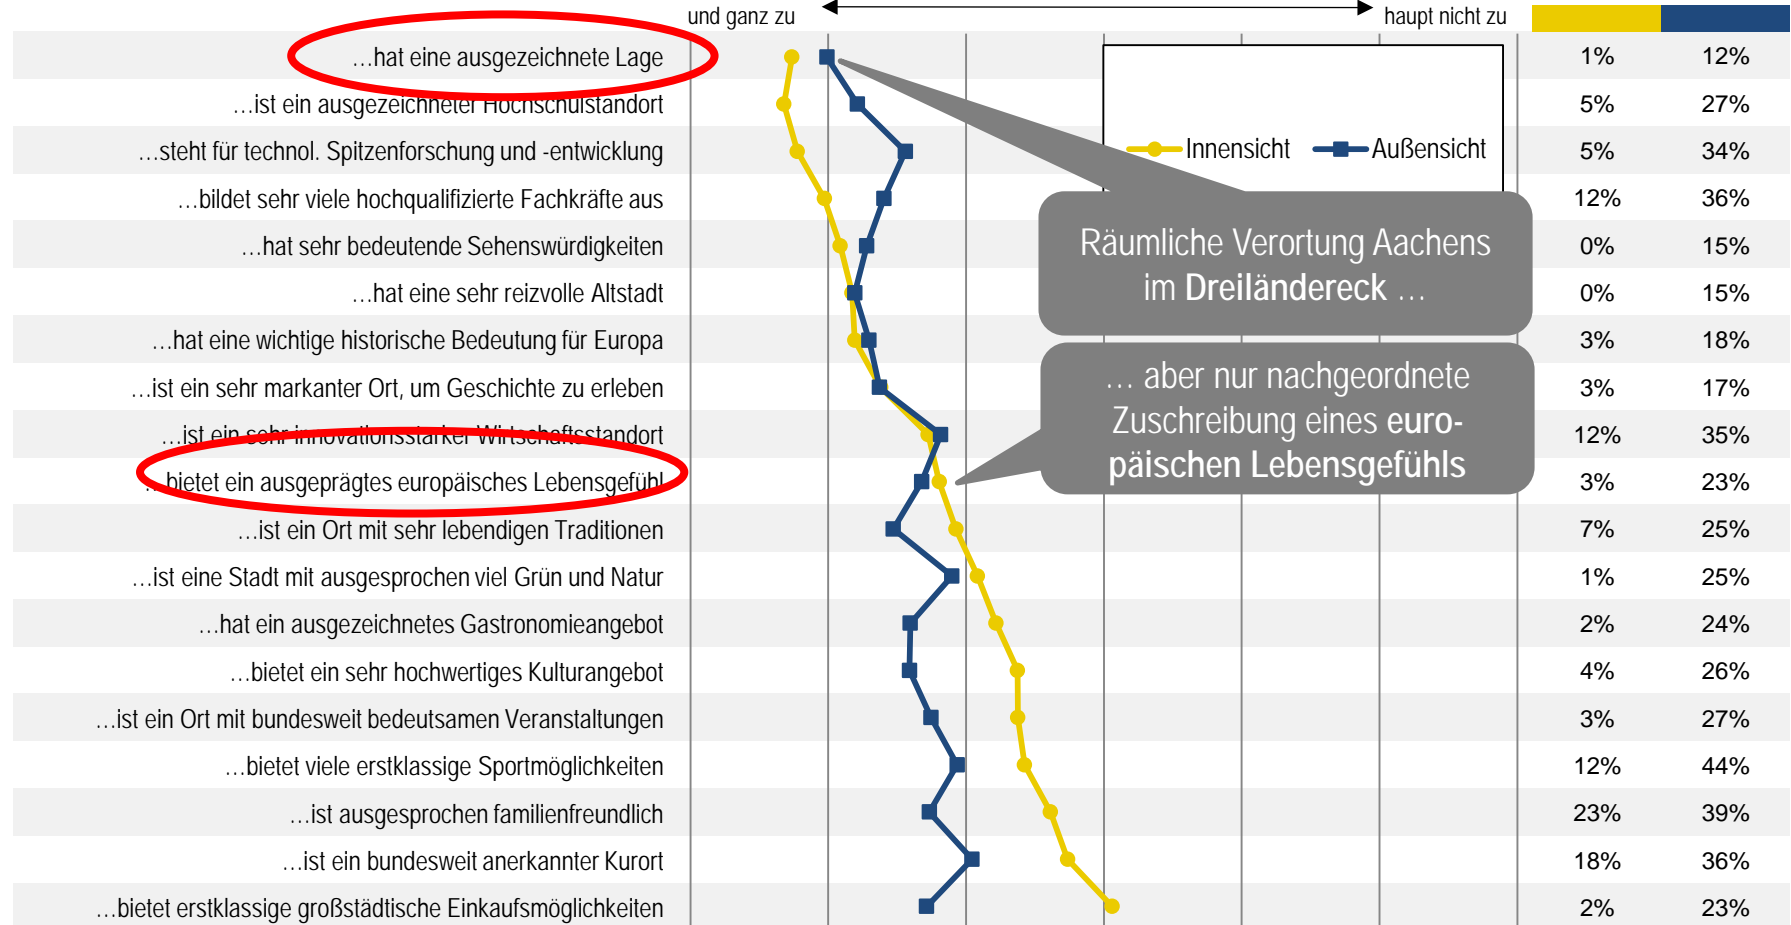 und ganz zu
haupt nicht zu
…hat eine ausgezeichnete Lage 1% 12%
…ist ein ausgezeichneter Hochschulstandort 5% 27%
…steht für technol. Spitzenforschung und -entwicklung 5% 34%
Innensicht Außensicht
…bildet sehr viele hochqualifizierte Fachkräfte aus 12% 36%
…hat sehr bedeutende Sehenswürdigkeiten 0% 15%
…hat eine sehr reizvolle Altstadt 0% 15%
Räumliche Verortung Aachens
im Dreiländereck …
…hat eine wichtige historische Bedeutung für Europa 3% 18%
…ist ein sehr markanter Ort, um Geschichte zu erleben 3% 17%
…ist ein sehr innovationsstarker Wirtschaftsstandort 12% 35%
…bietet ein ausgeprägtes europäisches Lebensgefühl 3% 23%
… aber nur nachgeordnete
Zuschreibung eines euro-
päischen Lebensgefühls
…ist ein Ort mit sehr lebendigen Traditionen 7% 25%
…ist eine Stadt mit ausgesprochen viel Grün und Natur 1% 25%
…hat ein ausgezeichnetes Gastronomieangebot 2% 24%
…bietet ein sehr hochwertiges Kulturangebot 4% 26%
…ist ein Ort mit bundesweit bedeutsamen Veranstaltungen 3% 27%
…bietet viele erstklassige Sportmöglichkeiten 12% 44%
…ist ausgesprochen familienfreundlich 23% 39%
…ist ein bundesweit anerkannter Kurort 18% 36%
…bietet erstklassige großstädtische Einkaufsmöglichkeiten 2% 23%